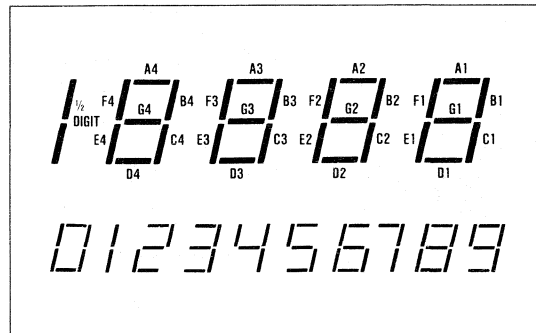 A4 A3 A2 A1
F4 B4 F3 B3 F2 B2 F1 B1
½ G4 G3 G2 G1
DIGIT
E4 C4 E3 C3 E2 C2 E1 C1
D4 D3 D2 D1
0123456789